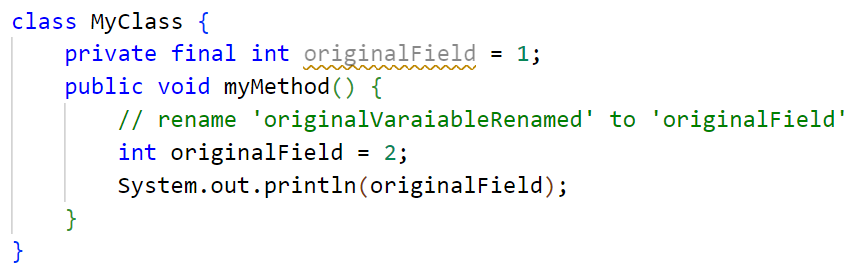 class MyClass {
    private final int originalField = 1;
    public void myMethod() {
        // rename 'originalVaraiableRenamed' to 'originalField'
        int originalField = 2;
        System.out.println(originalField);
    }
}